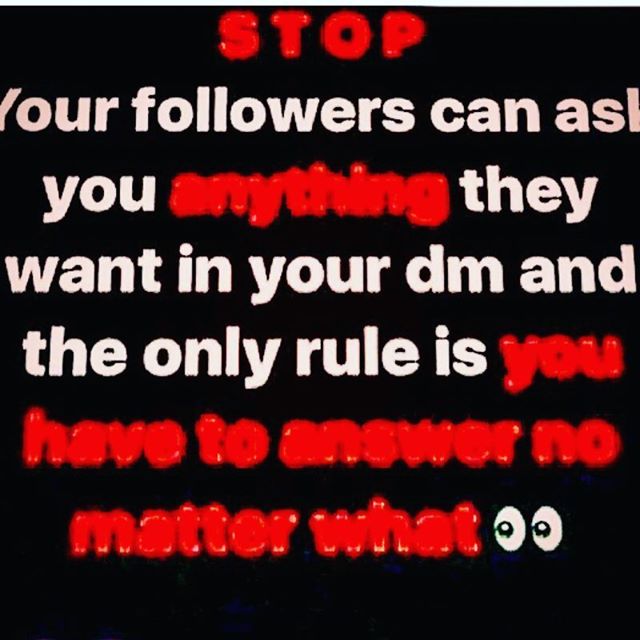 STOP
Your followers can ask
you anything they
want in your dm and
the only rule is you
have to answer no
matter what 👀